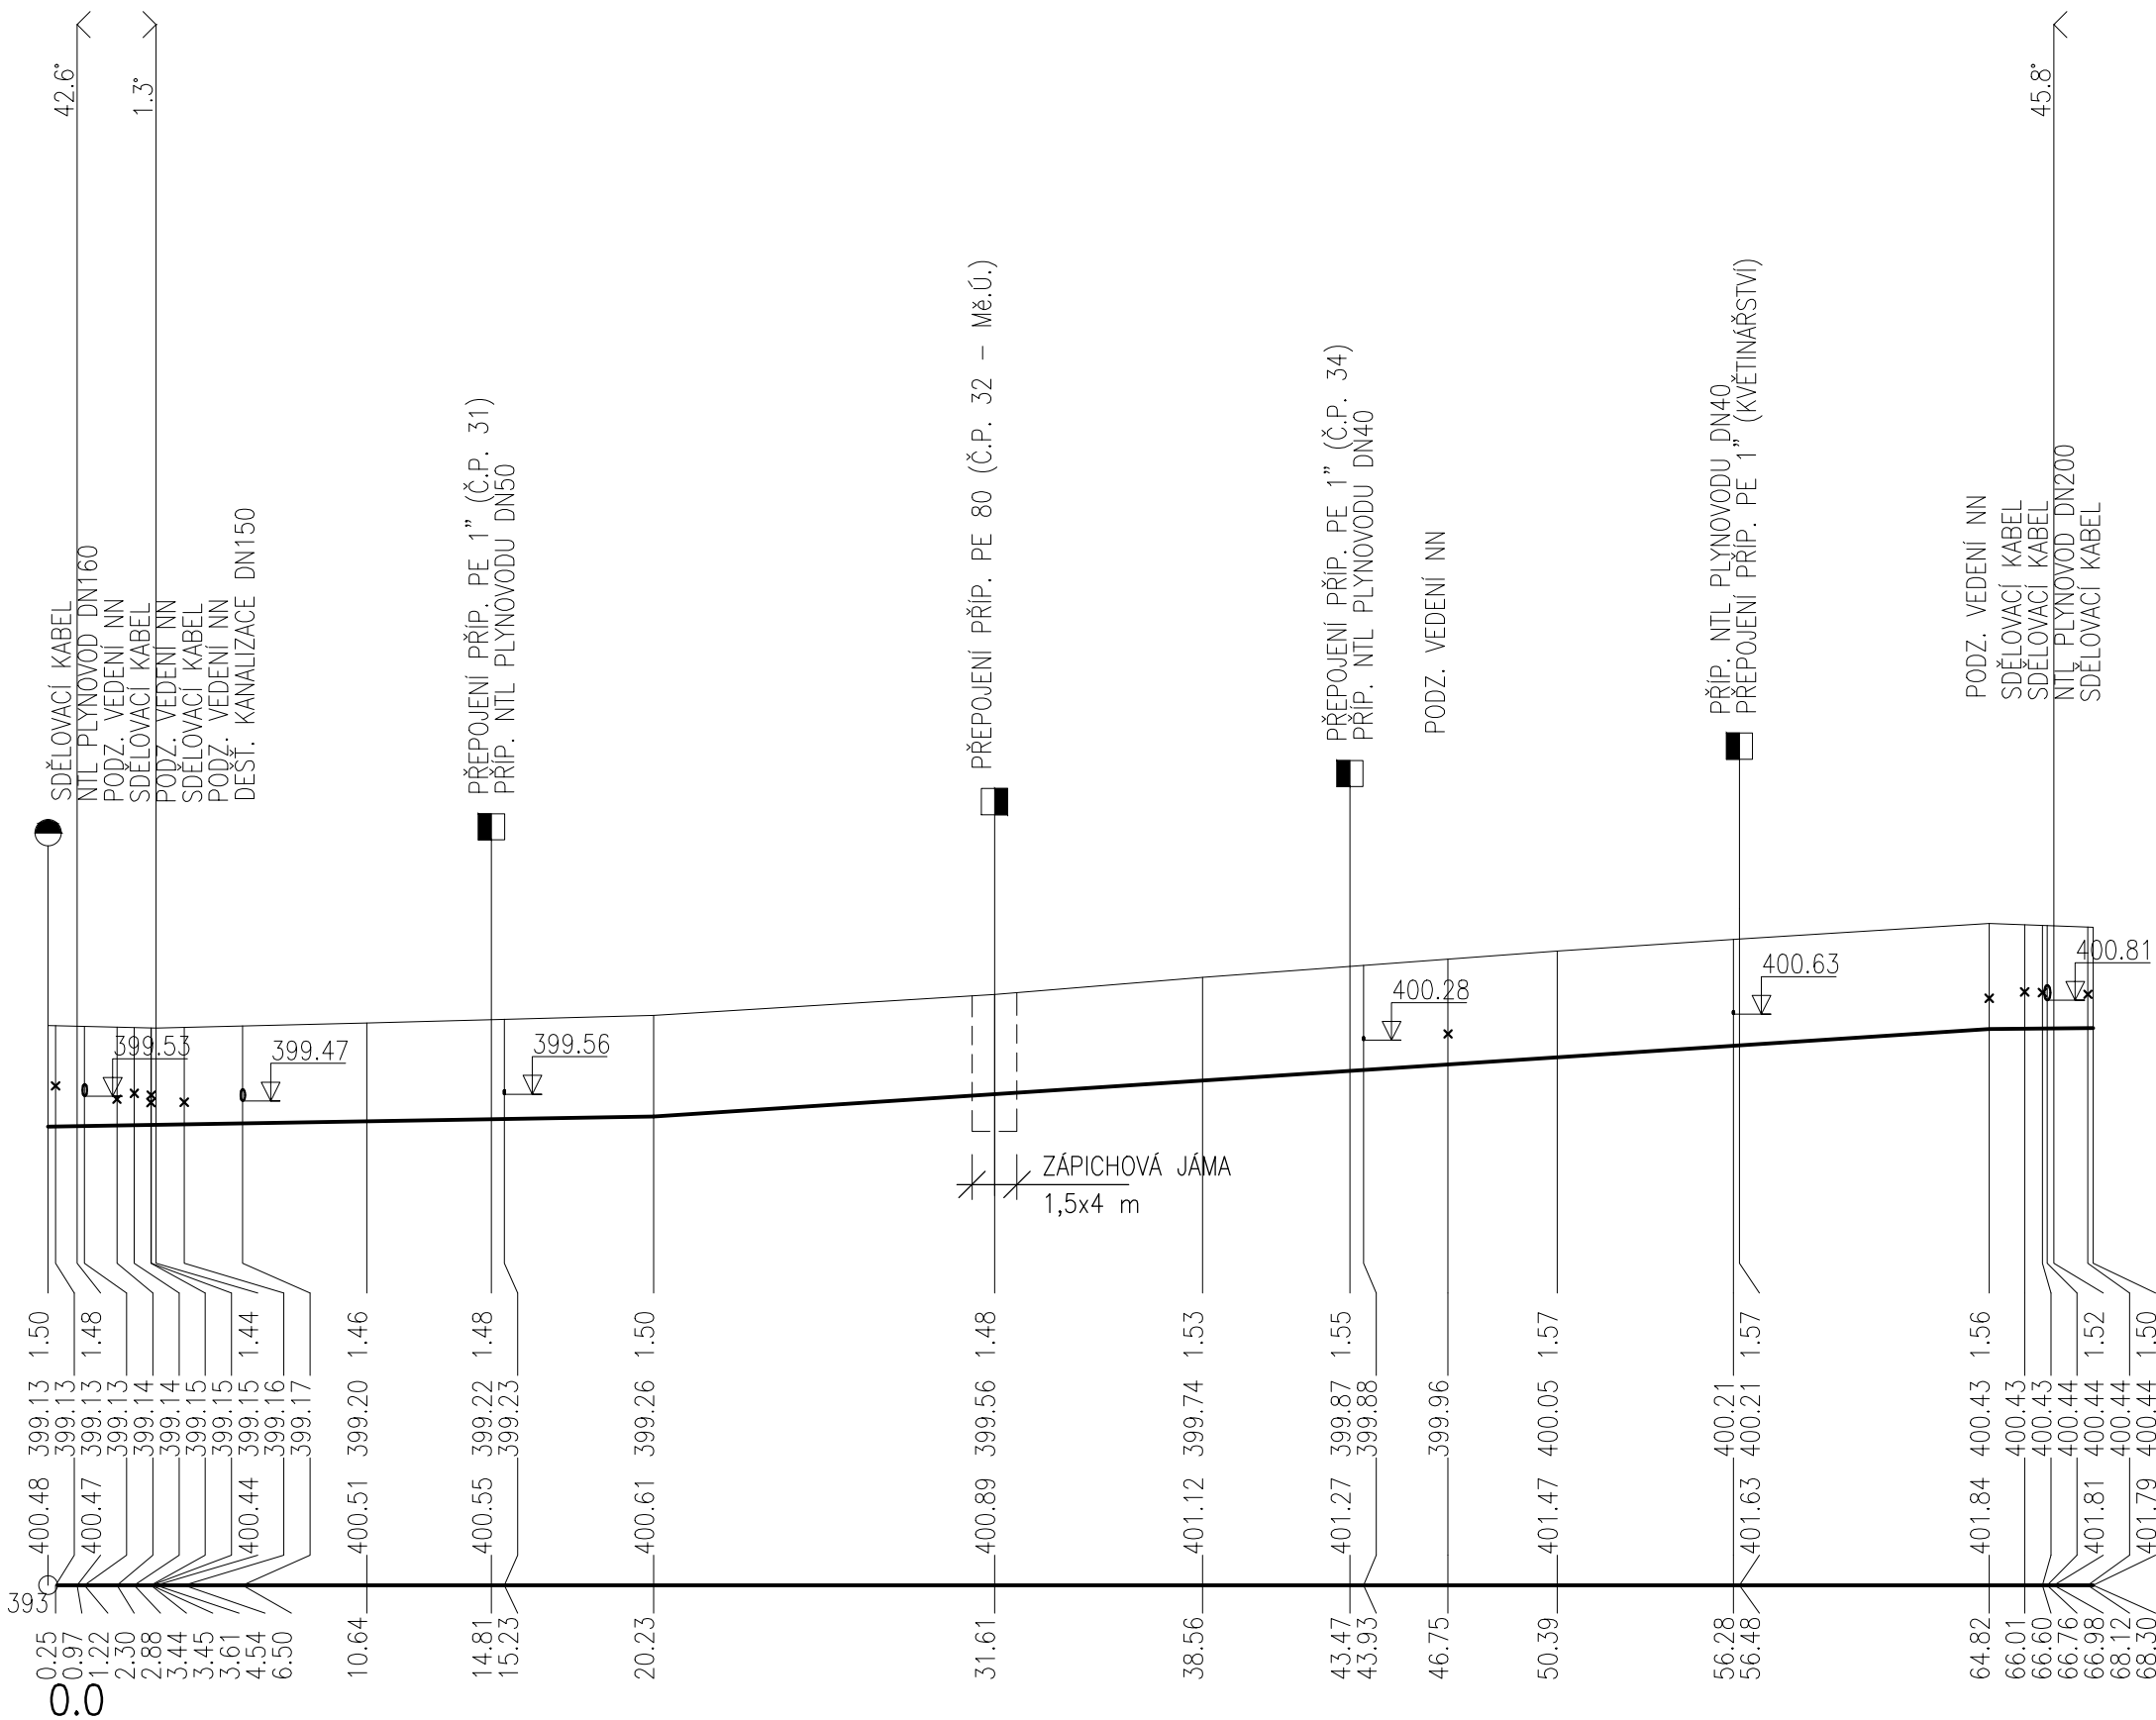 42.6°
1.3°
45.8°
SDĚLOVACÍ KABEL
NTL PLYNOVOD DN160
PODZ. VEDENÍ NN
SDĚLOVACÍ KABEL
PODZ. VEDENÍ NN
SDĚLOVACÍ KABEL
PODZ. VEDENÍ NN
DEŠŤ. KANALIZACE DN150
PŘEPOJENÍ PŘÍP. PE 1" (Č.P. 31)
PŘÍP. NTL PLYNOVODU DN50
PŘEPOJENÍ PŘÍP. PE 80 (Č.P. 32 – Mě.Ú.)
PŘEPOJENÍ PŘÍP. PE 1" (Č.P. 34)
PŘÍP. NTL PLYNOVODU DN40
PODZ. VEDENÍ NN
PŘÍP. NTL PLYNOVODU DN40
PŘEPOJENÍ PŘÍP. PE 1" (KVĚTINÁŘSTVÍ)
PODZ. VEDENÍ NN
SDĚLOVACÍ KABEL
SDĚLOVACÍ KABEL
NTL PLYNOVOD DN200
SDĚLOVACÍ KABEL
399.53
399.47
399.56
400.28
400.63
400.81
ZÁPICHOVÁ JÁMA
1,5x4 m
1.50 1.48 1.44 1.46 1.48 1.50 1.48 1.53 1.55 1.57 1.57 1.56 1.52 1.50
399.13 399.13 399.13 399.13 399.14 399.14 399.15 399.15 399.15 399.16 399.17 399.20 399.22 399.23 399.26 399.56 399.74 399.87 399.88 399.96 400.05 400.21 400.21 400.43 400.43 400.43 400.44 400.44 400.44 400.44
400.48 400.47 400.44 400.51 400.55 400.61 400.89 401.12 401.27 401.47 401.63 401.84 401.81 401.79
393
0.25 0.97 1.22 2.30 2.88 3.44 3.45 3.61 4.54 6.50 10.64 14.81 15.23 20.23 31.61 38.56 43.47 43.93 46.75 50.39 56.28 56.48 64.82 66.01 66.60 66.76 66.98 68.12 68.30
0.0